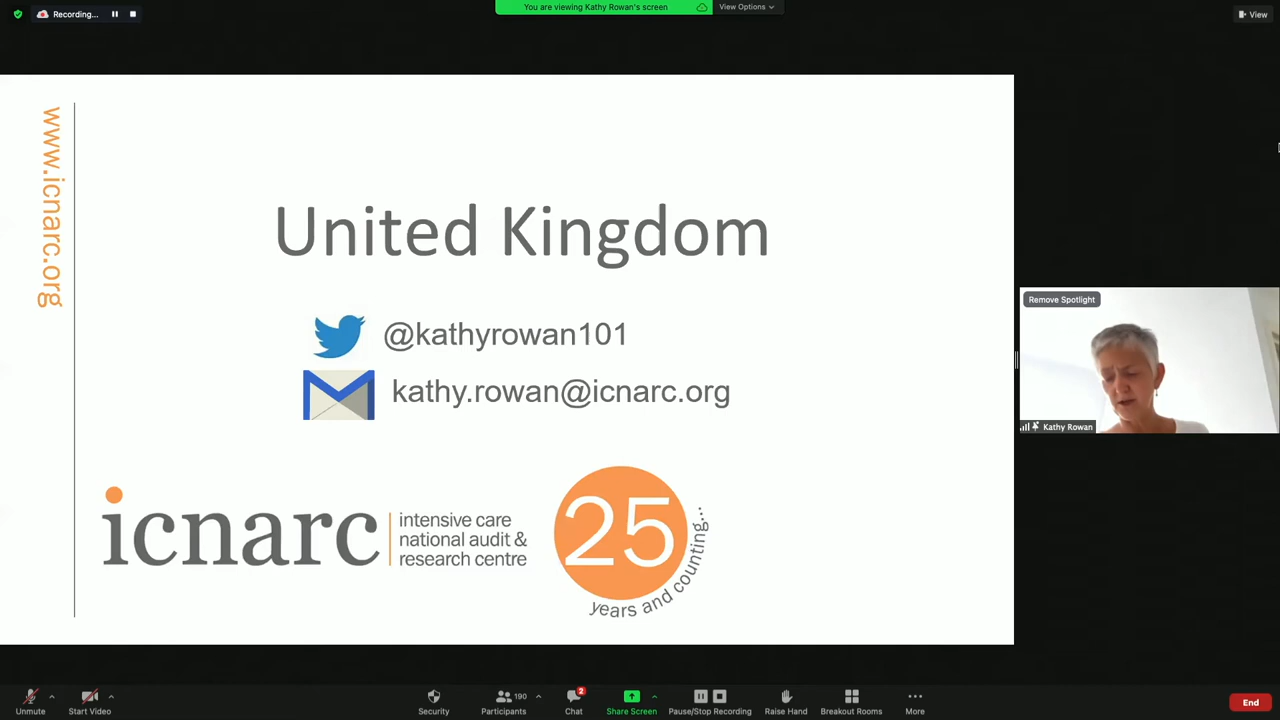 Recording...
You are viewing Kathy Rowan's screen
View Options
View
www.icnarc.org
United Kingdom
@kathyrowan101
kathy.rowan@icnarc.org
icnarc
intensive care
national audit &
research centre
25
years and counting...
Remove Spotlight
Kathy Rowan
Unmute
Start Video
Security
190
Participants
2
Chat
Share Screen
Pause/Stop Recording
Raise Hand
Breakout Rooms
More
End